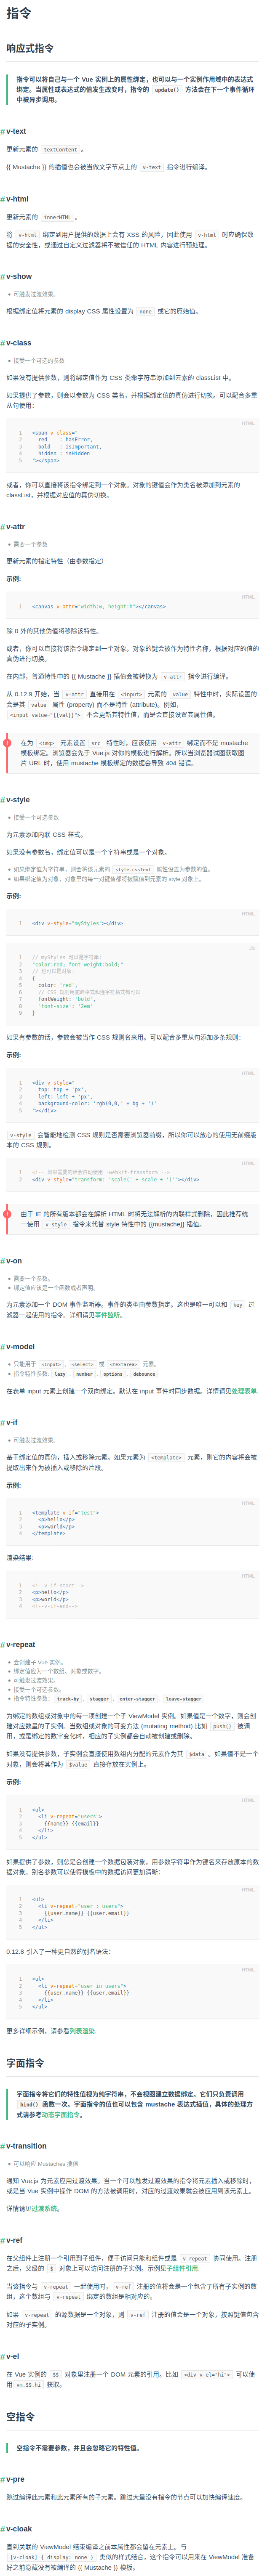 指令
响应式指令
指令可以将自己与一个 Vue 实例上的属性绑定，也可以与一个实例作用域中的表达式
绑定。当属性或表达式的值发生改变时，指令的 update() 方法会在下一个事件循环
中被异步调用。
#v-text
更新元素的 textContent 。
{{ Mustache }} 的插值也会被当做文字节点上的 v-text 指令进行编译。
#v-html
更新元素的 innerHTML 。
将 v-html 绑定到用户提供的数据上会有 XSS 的风险，因此使用 v-html 时应确保数
据的安全性，或通过自定义过滤器将不被信任的 HTML 内容进行预处理。
#v-show
可触发过渡效果。
根据绑定值将元素的 display CSS 属性设置为 none 或它的原始值。
#v-class
接受一个可选的参数
如果没有提供参数，则将绑定值作为 CSS 类命字符串添加到元素的 classList 中。
如果提供了参数，则会以参数为 CSS 类名，并根据绑定值的真伪进行切换。可以配合多重
从句使用：
HTML
1 <span v-class="
2 red : hasError,
3 bold : isImportant,
4 hidden : isHidden
5 "></span>
或者，你可以直接将该指令绑定到一个对象。对象的键值会作为类名被添加到元素的
classList，并根据对应值的真伪切换。
#v-attr
需要一个参数
更新元素的指定特性（由参数指定）
示例:
HTML
1 <canvas v-attr="width:w, height:h"></canvas>
除 0 外的其他伪值将移除该特性。
或者，你可以直接将该指令绑定到一个对象。对象的键会被作为特性名称，根据对应的值的
真伪进行切换。
在内部，普通特性中的 {{ Mustache }} 插值会被转换为 v-attr 指令进行编译。
从 0.12.9 开始，当 v-attr 直接用在 <input> 元素的 value 特性中时，实际设置的
会是其 value 属性 (property) 而不是特性 (attribute)。例如，
<input value="{{val}}"> 不会更新其特性值，而是会直接设置其属性值。
!
在为 <img> 元素设置 src 特性时，应该使用 v-attr 绑定而不是 mustache
模板绑定。浏览器会先于 Vue.js 对你的模板进行解析。所以当浏览器试图获取图
片 URL 时，使用 mustache 模板绑定的数据会导致 404 错误。
#v-style
接受一个可选参数
为元素添加内联 CSS 样式。
如果没有参数名，绑定值可以是一个字符串或是一个对象。
如果绑定值为字符串，则会将该元素的 style.cssText 属性设置为参数的值。
如果绑定值为对象，对象里的每一对键值都将被赋值到元素的 style 对象上。
示例:
HTML
1 <div v-style="myStyles"></div>
JS
1 // myStyles 可以是字符串：
2 "color:red; font-weight:bold;"
3 // 也可以是对象：
4 {
5 color: 'red',
6 // CSS 规则用驼峰格式和连字符格式都可以
7 fontWeight: 'bold',
8 'font-size': '2em'
9 }
如果有参数的话，参数会被当作 CSS 规则名来用。可以配合多重从句添加多条规则：
示例:
HTML
1 <div v-style="
2 top: top + 'px',
3 left: left + 'px',
4 background-color: 'rgb(0,0,' + bg + ')'
5 "></div>
v-style 会智能地检测 CSS 规则是否需要浏览器前缀，所以你可以放心的使用无前缀版
本的 CSS 规则。
HTML
1 <!-- 如果需要的话会自动使用 -webkit-transform -->
2 <div v-style="transform: 'scale(' + scale + ')'"></div>
!
由于 IE 的所有版本都会在解析 HTML 时将无法解析的内联样式删除，因此推荐统
一使用 v-style 指令来代替 style 特性中的 {{mustache}} 插值。
#v-on
需要一个参数。
绑定值应该是一个函数或者声明。
为元素添加一个 DOM 事件监听器。事件的类型由参数指定。这也是唯一可以和 key 过
滤器一起使用的指令。详细请见事件监听。
#v-model
只能用于 <input> 、 <select> 或 <textarea> 元素。
指令特性参数: lazy , number , options , debounce
在表单 input 元素上创建一个双向绑定。默认在 input 事件时同步数据。详情请见处理表单.
#v-if
可触发过渡效果。
基于绑定值的真伪，插入或移除元素。如果元素为 <template> 元素，则它的内容将会被
提取出来作为被插入或移除的片段。
示例:
HTML
1 <template v-if="test">
2 <p>hello</p>
3 <p>world</p>
4 </template>
渲染结果:
HTML
1 <!--v-if-start-->
2 <p>hello</p>
3 <p>world</p>
4 <!--v-if-end-->
#v-repeat
会创建子 Vue 实例。
绑定值应为一个数组、对象或数字。
可触发过渡效果。
接受一个可选参数。
指令特性参数： track-by , stagger , enter-stagger , leave-stagger
为绑定的数组或对象中的每一项创建一个子 ViewModel 实例。如果值是一个数字，则会创
建对应数量的子实例。当数组或对象的可变方法 (mutating method) 比如 push() 被调
用，或是绑定的数字变化时，相应的子实例都会自动被创建或删除。
如果没有提供参数，子实例会直接使用数组内分配的元素作为其 $data 。如果值不是一个
对象，则会将其作为 $value 直接存放在实例上。
示例:
HTML
1 <ul>
2 <li v-repeat="users">
3 {{name}} {{email}}
4 </li>
5 </ul>
如果提供了参数，则总是会创建一个数据包装对象，用参数字符串作为键名来存放原本的数
据对象。别名参数可以使得模板中的数据访问更加清晰：
HTML
1 <ul>
2 <li v-repeat="user : users">
3 {{user.name}} {{user.email}}
4 </li>
5 </ul>
0.12.8 引入了一种更自然的别名语法：
HTML
1 <ul>
2 <li v-repeat="user in users">
3 {{user.name}} {{user.email}}
4 </li>
5 </ul>
更多详细示例，请参看列表渲染.
字面指令
字面指令将它们的特性值视为纯字符串，不会视图建立数据绑定。它们只负责调用
bind() 函数一次。字面指令的值也可以包含 mustache 表达式插值，具体的处理方
式请参考动态字面指令。
#v-transition
可以响应 Mustaches 插值
通知 Vue.js 为元素应用过渡效果。当一个可以触发过渡效果的指令将元素插入或移除时，
或是当 Vue 实例中操作 DOM 的方法被调用时，对应的过渡效果就会被应用到该元素上。
详情请见过渡系统。
#v-ref
在父组件上注册一个引用到子组件，便于访问只能和组件或是 v-repeat 协同使用。注册
之后，父级的 $ 对象上可以访问注册的子实例。示例见子组件引用.
当该指令与 v-repeat 一起使用时， v-ref 注册的值将会是一个包含了所有子实例的数
组，这个数组与 v-repeat 绑定的数组是相对应的。
如果 v-repeat 的源数据是一个对象，则 v-ref 注册的值会是一个对象，按照键值包含
对应的子实例。
#v-el
在 Vue 实例的 $$ 对象里注册一个 DOM 元素的引用。比如 <div v-el="hi"> 可以使
用 vm.$$.hi 获取。
空指令
空指令不需要参数，并且会忽略它的特性值。
#v-pre
跳过编译此元素和此元素所有的子元素。跳过大量没有指令的节点可以加快编译速度。
#v-cloak
直到关联的 ViewModel 结束编译之前本属性都会留在元素上。与
[v-cloak] { display: none } 类似的样式结合，这个指令可以用来在 ViewModel 准备
好之前隐藏没有被编译的 {{ Mustache }} 模板。